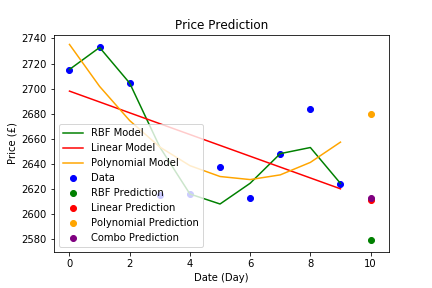 Price Prediction
2740
2720
2700
2680
2660
2640
2620
2600
2580
Price (£)
RBF Model
Linear Model
Polynomial Model
Data
RBF Prediction
Linear Prediction
Polynomial Prediction
Combo Prediction
0 2 4 6 8 10
Date (Day)